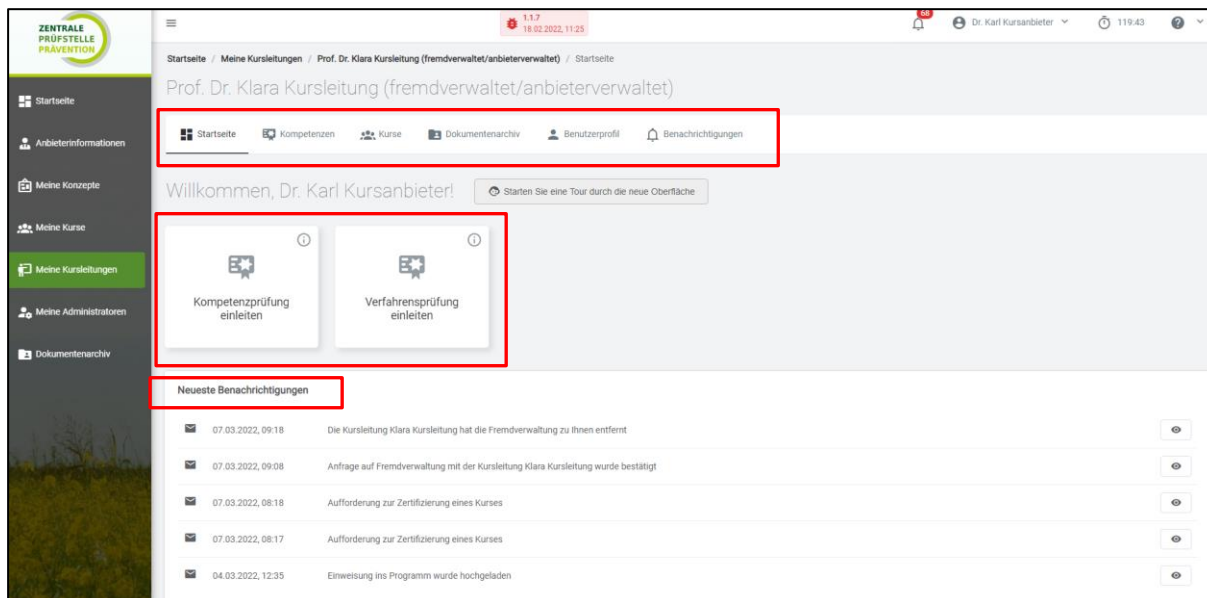 ZENTRALE
PRÜFSTELLE
PRÄVENTION
1.1.7
18.02.2022, 11:25
68
Dr. Karl Kursanbieter
119:43
Startseite / Meine Kursleitungen / Prof. Dr. Klara Kursleitung (fremdverwaltet/anbieterverwaltet) / Startseite
Prof. Dr. Klara Kursleitung (fremdverwaltet/anbieterverwaltet)
Startseite
Anbieterinformationen
Meine Konzepte
Meine Kurse
Meine Kursleitungen
Meine Administratoren
Dokumentenarchiv
Startseite Kompetenzen Kurse Dokumentenarchiv Benutzerprofil Benachrichtigungen
Willkommen, Dr. Karl Kursanbieter! Starten Sie eine Tour durch die neue Oberfläche
Kompetenzprüfung
einleiten
Verfahrensprüfung
einleiten
Neueste Benachrichtigungen
07.03.2022, 09:18 Die Kursleitung Klara Kursleitung hat die Fremdverwaltung zu Ihnen entfernt
07.03.2022, 09:08 Anfrage auf Fremdverwaltung mit der Kursleitung Klara Kursleitung wurde bestätigt
07.03.2022, 08:18 Aufforderung zur Zertifizierung eines Kurses
07.03.2022, 08:17 Aufforderung zur Zertifizierung eines Kurses
04.03.2022, 12:35 Einweisung ins Programm wurde hochgeladen